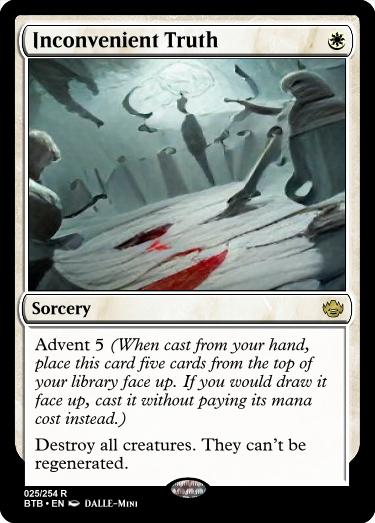 Inconvenient Truth
Sorcery
Advent 5 (When cast from your hand,
place this card five cards from the top of
your library face up. If you would draw it
face up, cast it without paying its mana
cost instead.)
Destroy all creatures. They can't be
regenerated.
025/254 R
BTB • EN DALLE-Mini